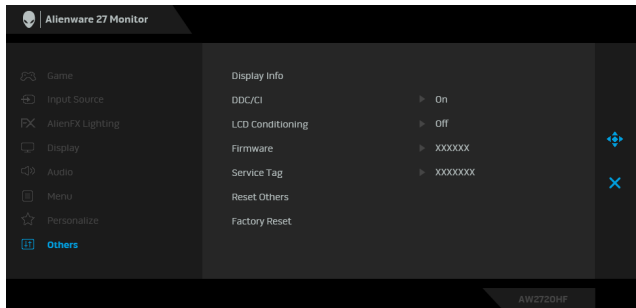 Alienware 27 Monitor
Game
Input Source
AlienFX Lighting
Display
Audio
Menu
Personalize
Others
Display Info
DDC/CI On
LCD Conditioning Off
Firmware XXXXXX
Service Tag XXXXXXX
Reset Others
Factory Reset
AW2720HF